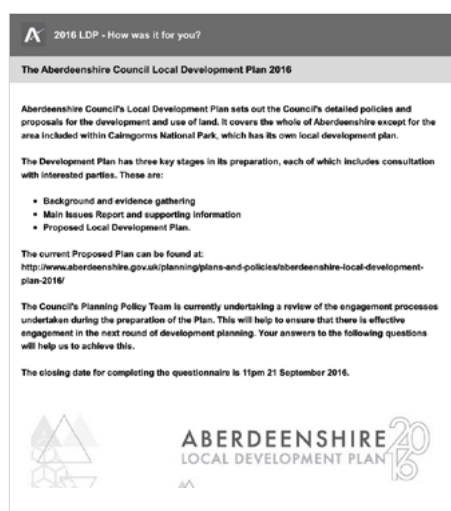 2016 LDP - How was it for you?
The Aberdeenshire Council Local Development Plan 2016
Aberdeenshire Council's Local Development Plan sets out the Council's detailed policies and
proposals for the development and use of land. It covers the whole of Aberdeenshire except for the
area included within Cairngorms National Park, which has its own local development plan.
The Development Plan has three key stages in its preparation, each of which includes consultation
with interested parties. These are:
• Background and evidence gathering
• Main Issues Report and supporting information
• Proposed Local Development Plan.
The current Proposed Plan can be found at:
http://www.aberdeenshire.gov.uk/planning/plans-and-policies/aberdeenshire-local-development-
plan-2016/
The Council's Planning Policy Team is currently undertaking a review of the engagement processes
undertaken during the preparation of the Plan. This will help to ensure that there is effective
engagement in the next round of development planning. Your answers to the following questions
will help us to achieve this.
The closing date for completing the questionnaire is 11pm 21 September 2016.
ABERDEENSHIRE 20
LOCAL DEVELOPMENT PLAN 16